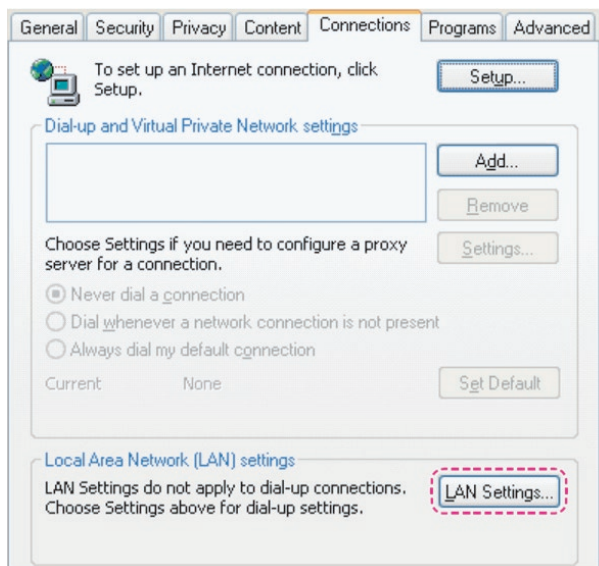 General Security Privacy Content Connections Programs Advanced
To set up an Internet connection, click
Setup.
Setup...
Dial-up and Virtual Private Network settings
Add...
Remove
Choose Settings if you need to configure a proxy
server for a connection.
Settings...
Never dial a connection
Dial whenever a network connection is not present
Always dial my default connection
Current None
Set Default
Local Area Network (LAN) settings
LAN Settings do not apply to dial-up connections.
Choose Settings above for dial-up settings.
LAN Settings...